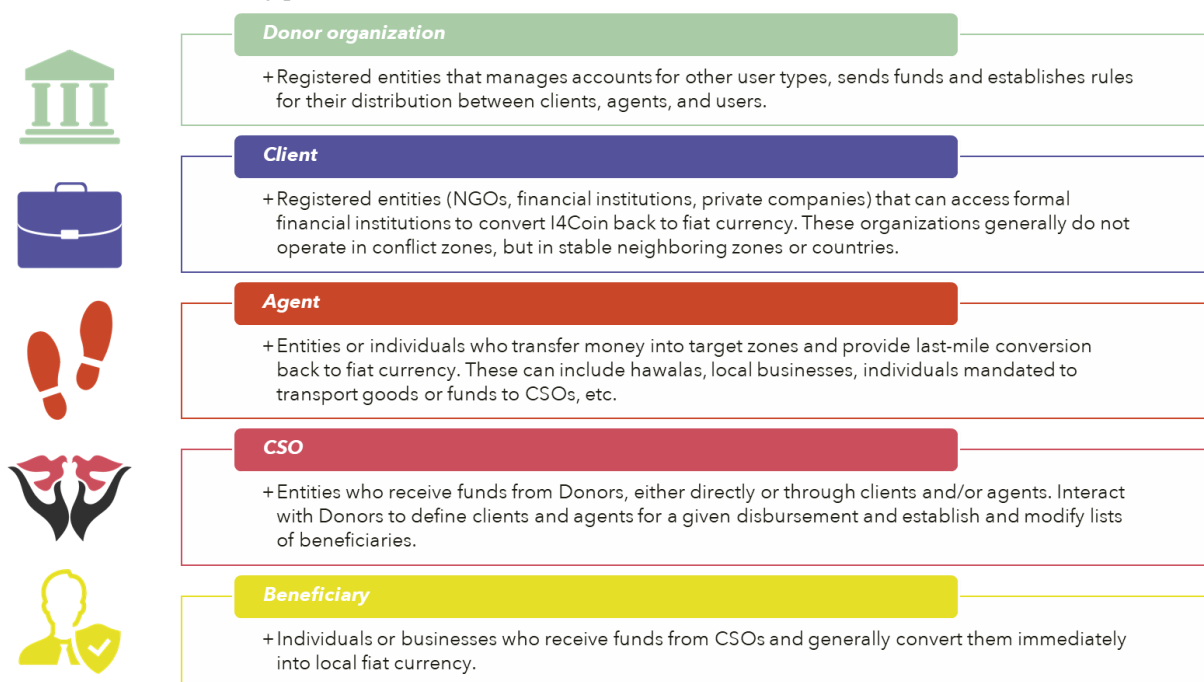 Donor organization
+Registered entities that manages accounts for other user types, sends funds and establishes rules
for their distribution between clients, agents, and users.
Client
+Registered entities (NGOs, financial institutions, private companies) that can access formal
financial institutions to convert I4Coin back to fiat currency. These organizations generally do not
operate in conflict zones, but in stable neighboring zones or countries.
Agent
+Entities or individuals who transfer money into target zones and provide last-mile conversion
back to fiat currency. These can include hawalas, local businesses, individuals mandated to
transport goods or funds to CSOs, etc.
CSO
+Entities who receive funds from Donors, either directly or through clients and/or agents. Interact
with Donors to define clients and agents for a given disbursement and establish and modify lists
of beneficiaries.
Beneficiary
+Individuals or businesses who receive funds from CSOs and generally convert them immediately
into local fiat currency.